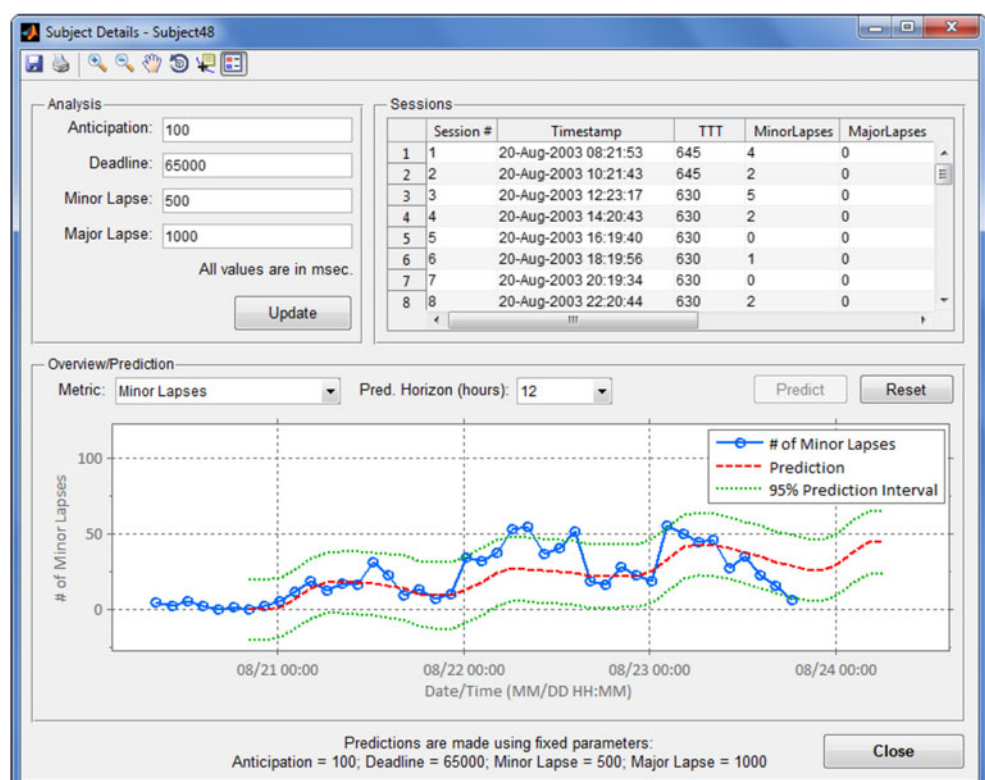 Subject Details - Subject48
Analysis
Anticipation: 100
Deadline: 65000
Minor Lapse: 500
Major Lapse: 1000
All values are in msec.
Update
Sessions
Session # Timestamp TTT MinorLapses MajorLapses
1 1 20-Aug-2003 08:21:53 645 4 0
2 2 20-Aug-2003 10:21:43 645 2 0
3 3 20-Aug-2003 12:23:17 630 5 0
4 4 20-Aug-2003 14:20:43 630 2 0
5 5 20-Aug-2003 16:19:40 630 0 0
6 6 20-Aug-2003 18:19:56 630 1 0
7 7 20-Aug-2003 20:19:34 630 0 0
8 8 20-Aug-2003 22:20:44 630 2 0
Overview/Prediction
Metric: Minor Lapses Pred. Horizon (hours): 12 Predict Reset
# of Minor Lapses
Prediction
95% Prediction Interval
# of Minor Lapses
100
50
0
08/21 00:00 08/22 00:00 08/23 00:00 08/24 00:00
Date/Time (MM/DD HH:MM)
Predictions are made using fixed parameters:
Anticipation = 100; Deadline = 65000; Minor Lapse = 500; Major Lapse = 1000
Close